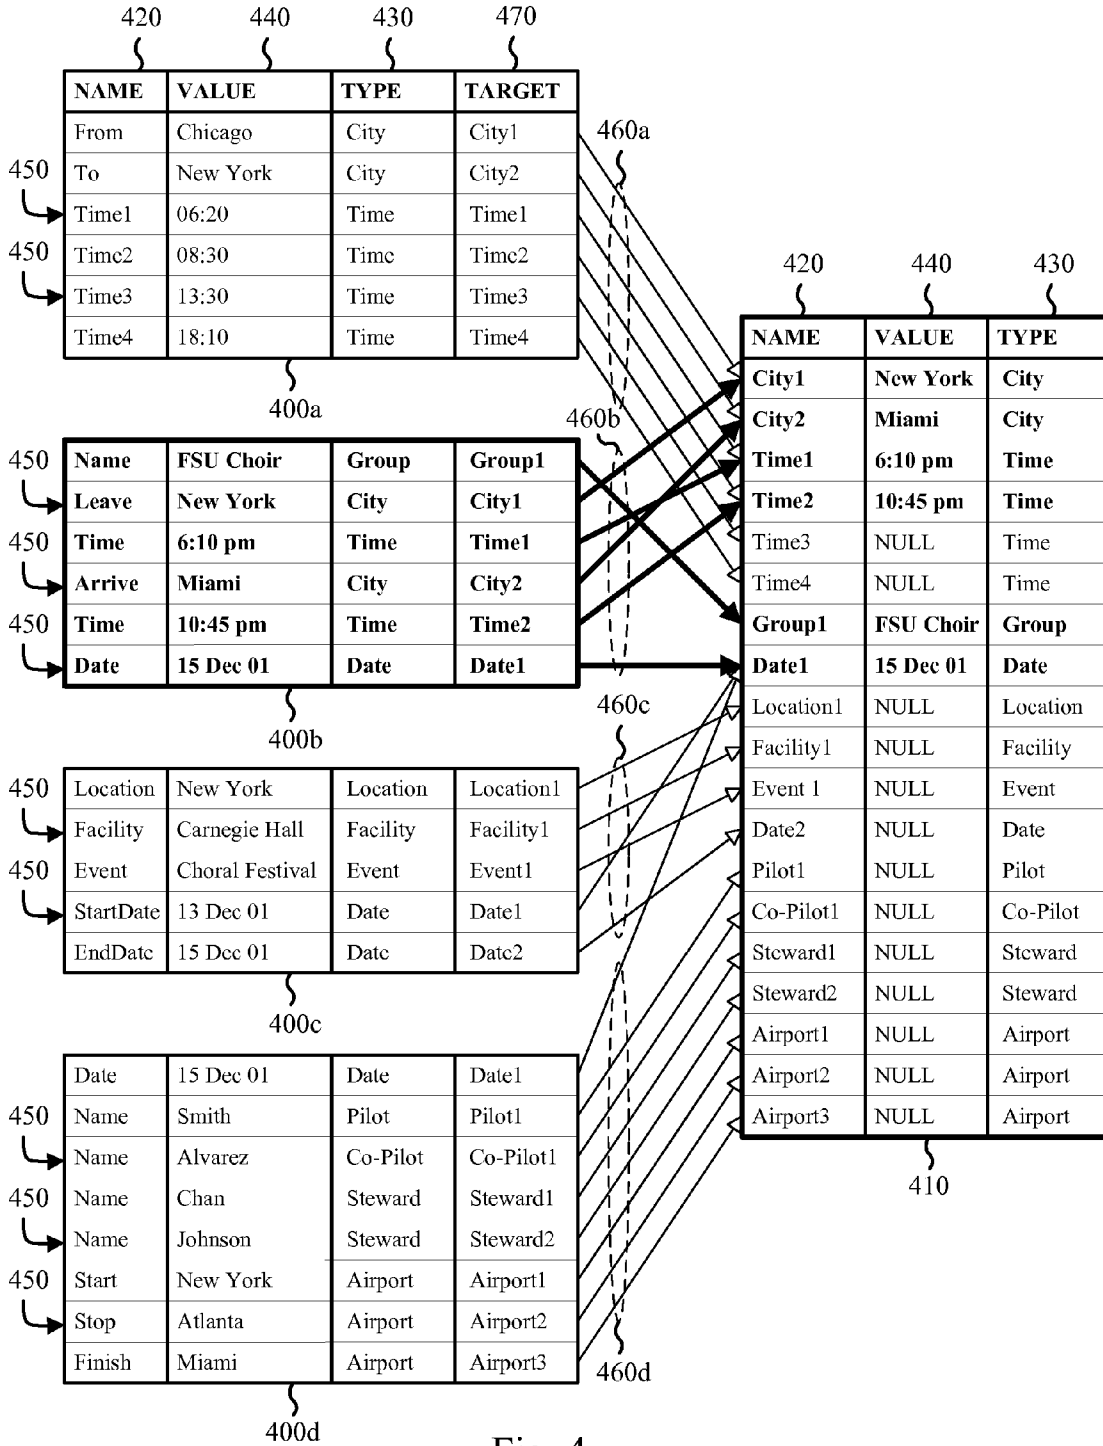 420 440 430 470
NAME VALUE TYPE TARGET
From Chicago City City1
To New York City City2
Time1 06:20 Time Time1
Time2 08:30 Time Time2
Time3 13:30 Time Time3
Time4 18:10 Time Time4
450
450
460a
400a
460b
Name FSU Choir Group Group1
Leave New York City City1
Time 6:10 pm Time Time1
Arrive Miami City City2
Time 10:45 pm Time Time2
Date 15 Dec 01 Date Date1
450
450
450
400b
460c
Location New York Location Location1
Facility Carnegie Hall Facility Facility1
Event Choral Festival Event Event1
StartDate 13 Dec 01 Date Date1
EndDate 15 Dec 01 Date Date2
450
450
400c
Date 15 Dec 01 Date Date1
Name Smith Pilot Pilot1
Name Alvarez Co-Pilot Co-Pilot1
Name Chan Steward Steward1
Name Johnson Steward Steward2
Start New York Airport Airport1
Stop Atlanta Airport Airport2
Finish Miami Airport Airport3
450
450
450
460d
400d
420 440 430
NAME VALUE TYPE
City1 New York City
City2 Miami City
Time1 6:10 pm Time
Time2 10:45 pm Time
Time3 NULL Time
Time4 NULL Time
Group1 FSU Choir Group
Date1 15 Dec 01 Date
Location1 NULL Location
Facility1 NULL Facility
Event 1 NULL Event
Date2 NULL Date
Pilot1 NULL Pilot
Co-Pilot1 NULL Co-Pilot
Steward1 NULL Steward
Steward2 NULL Steward
Airport1 NULL Airport
Airport2 NULL Airport
Airport3 NULL Airport
410